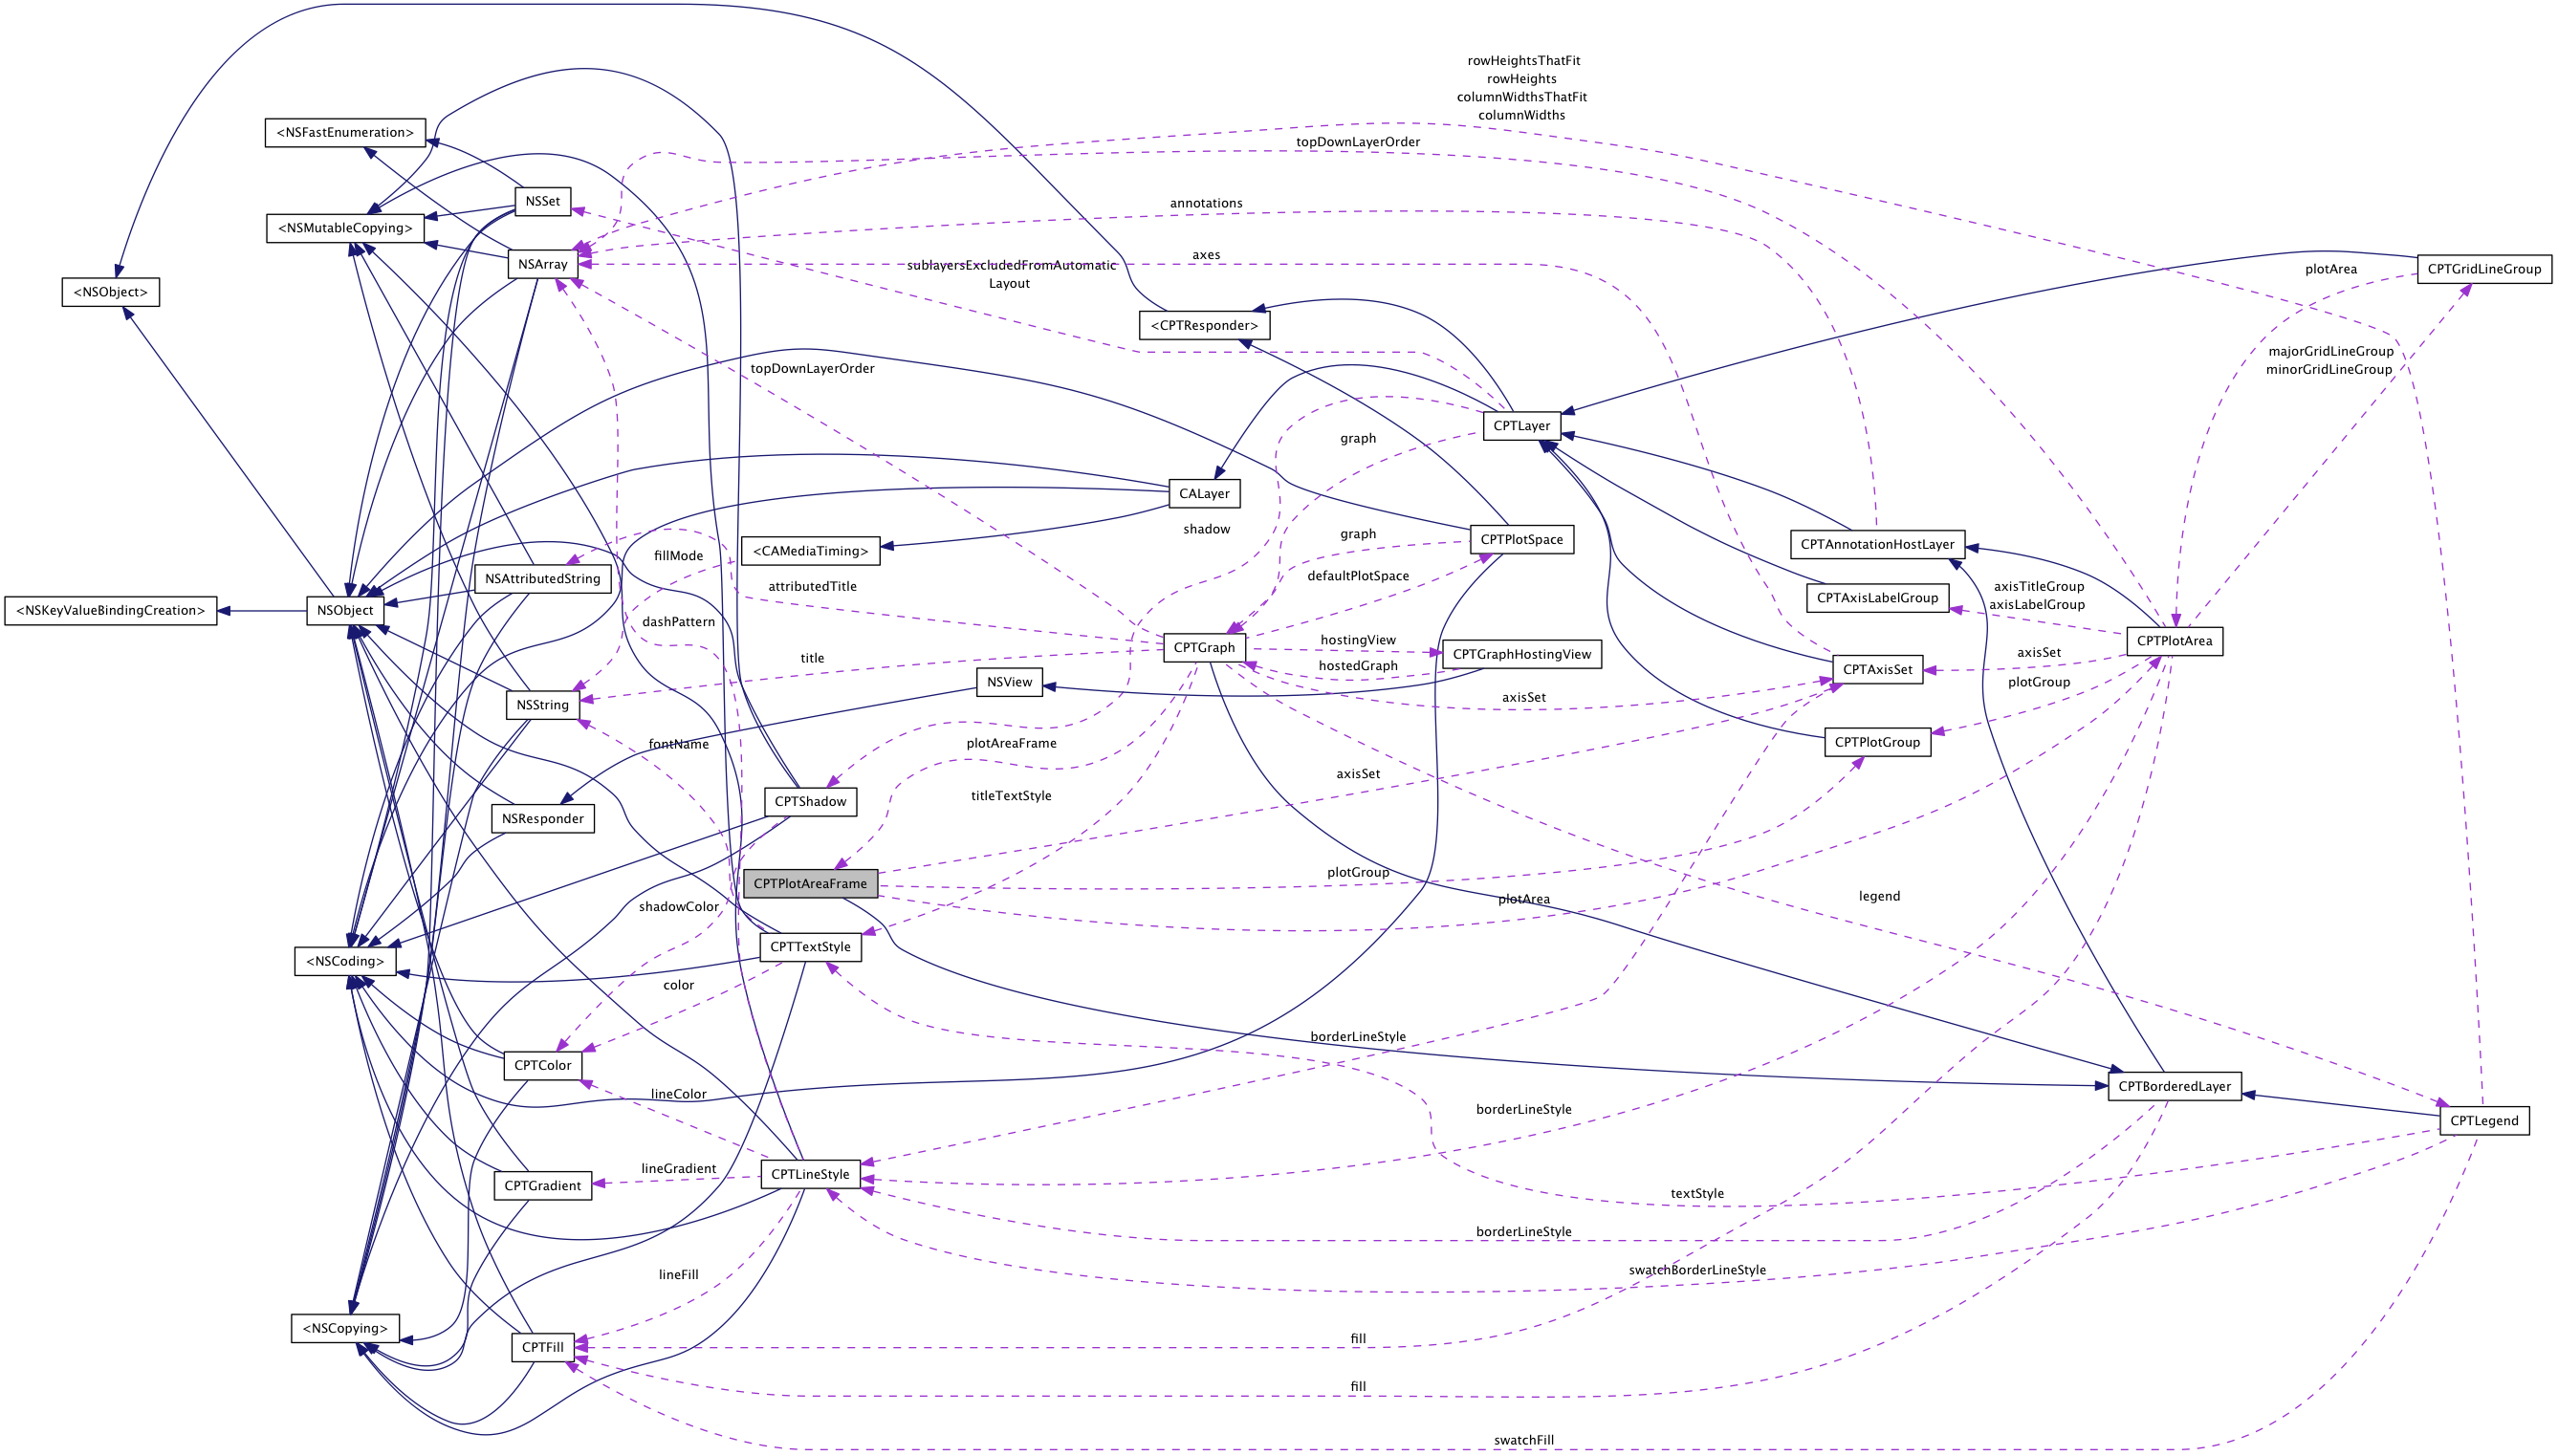 rowHeightsThatFit
rowHeights
columnWidthsThatFit
columnWidths
<NSFastEnumeration>
topDownLayerOrder
NSSet
annotations
<NSMutableCopying>
axes
NSArray
sublayersExcludedFromAutomatic
Layout
plotArea
CPTGridLineGroup
<NSObject>
<CPTResponder>
majorGridLineGroup
minorGridLineGroup
topDownLayerOrder
CPTLayer
graph
CALayer
shadow
graph
CPTPlotSpace
fillMode
<CAMediaTiming>
CPTAnnotationHostLayer
NSAttributedString
defaultPlotSpace
attributedTitle
axisTitleGroup
axisLabelGroup
CPTAxisLabelGroup
<NSKeyValueBindingCreation>
NSObject
dashPattern
hostingView
CPTGraph
CPTGraphHostingView
CPTPlotArea
title
hostedGraph
axisSet
CPTAxisSet
NSView
plotGroup
axisSet
NSString
fontName
plotAreaFrame
CPTPlotGroup
axisSet
titleTextStyle
CPTShadow
NSResponder
plotGroup
CPTPlotAreaFrame
legend
plotArea
shadowColor
CPTTextStyle
<NSCoding>
color
borderLineStyle
CPTColor
CPTBorderedLayer
lineColor
borderLineStyle
CPTLegend
lineGradient
CPTLineStyle
CPTGradient
textStyle
borderLineStyle
lineFill
swatchBorderLineStyle
<NSCopying>
fill
CPTFill
fill
swatchFill